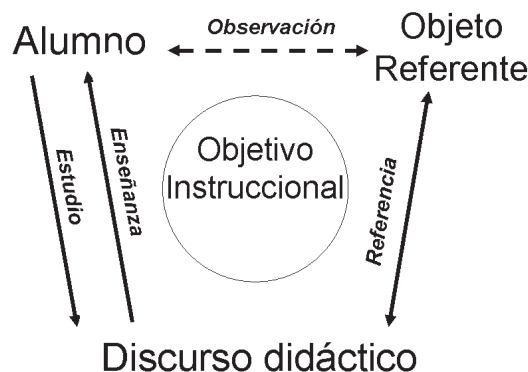 Alumno
Observación
Objeto
Referente
Estudio
Enseñanza
Objetivo
Instruccional
Referencia
Discurso didáctico